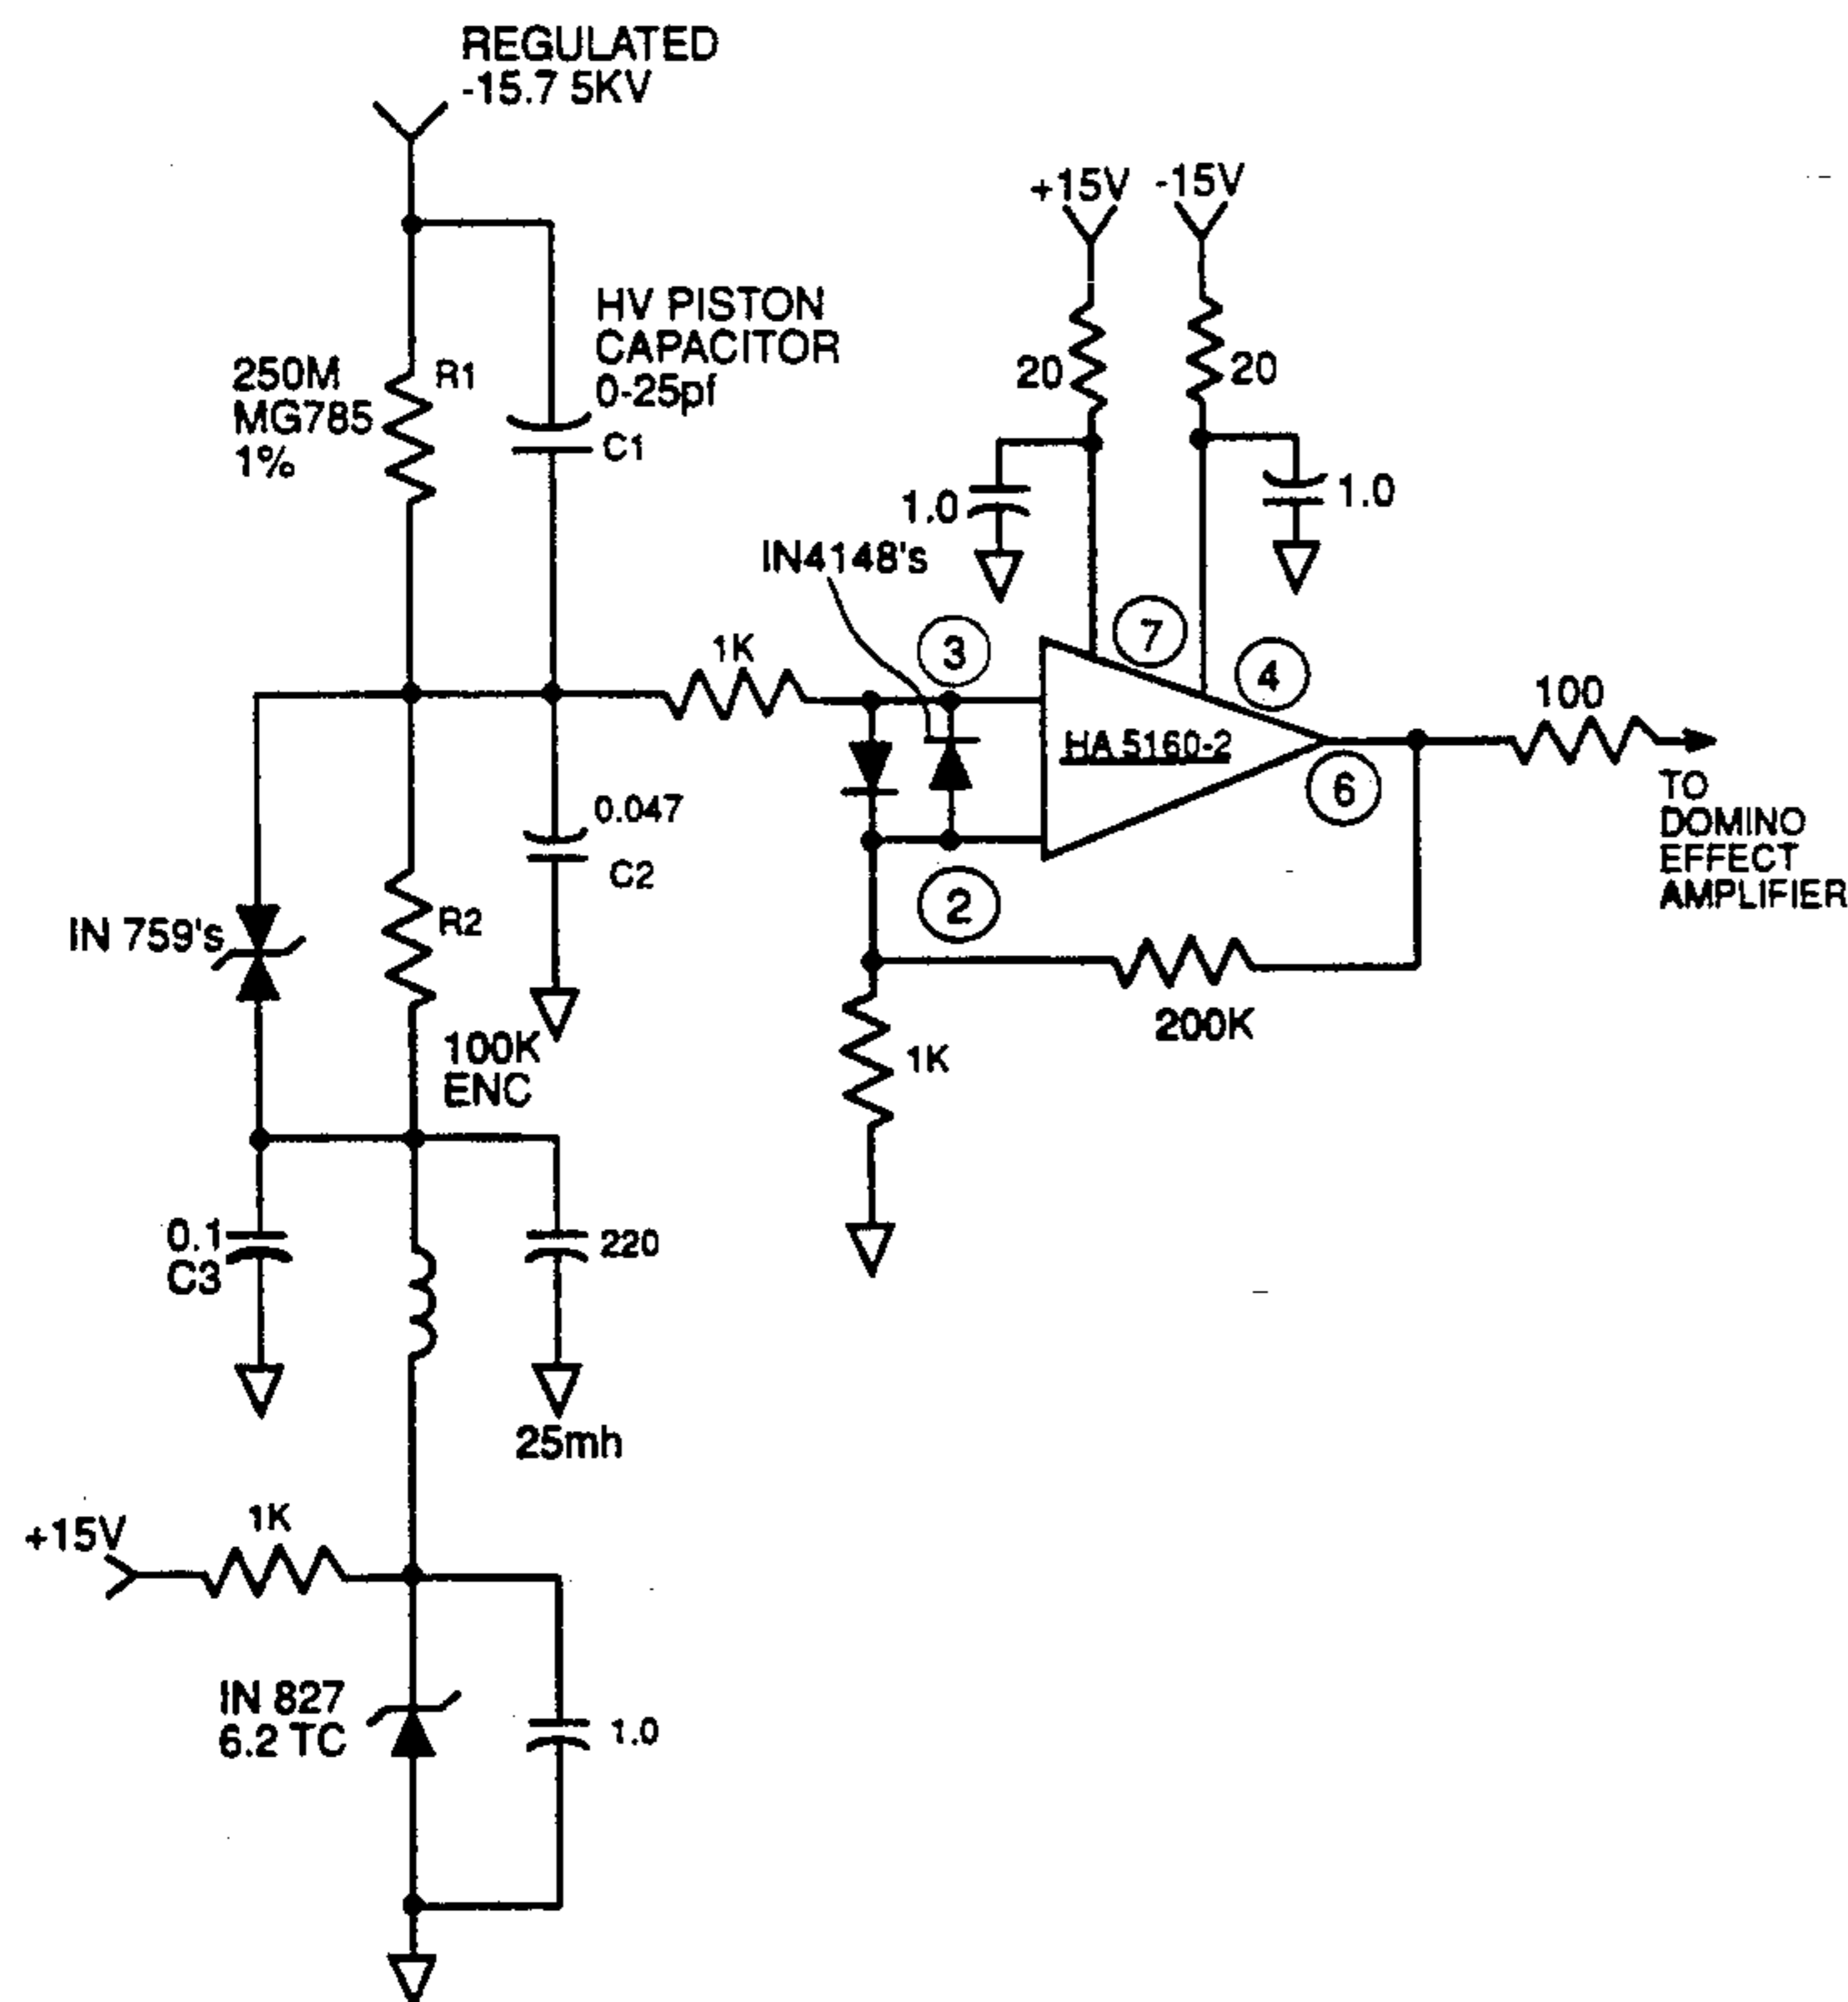 REGULATED
-15.7 5KV
+15V
-15V
HV PISTON
CAPACITOR
0-25pf
C1
250M
MG785
1%
R1
20
20
1.0
1.0
IN4148's
1K
3
7
4
HA 5160-2
6
100
TO
DOMINO
EFFECT
AMPLIFIER
0.047
C2
2
IN 759's
R2
200K
100K
ENC
1K
0.1
C3
220
25mh
+15V
1K
IN 827
6.2 TC
1.0